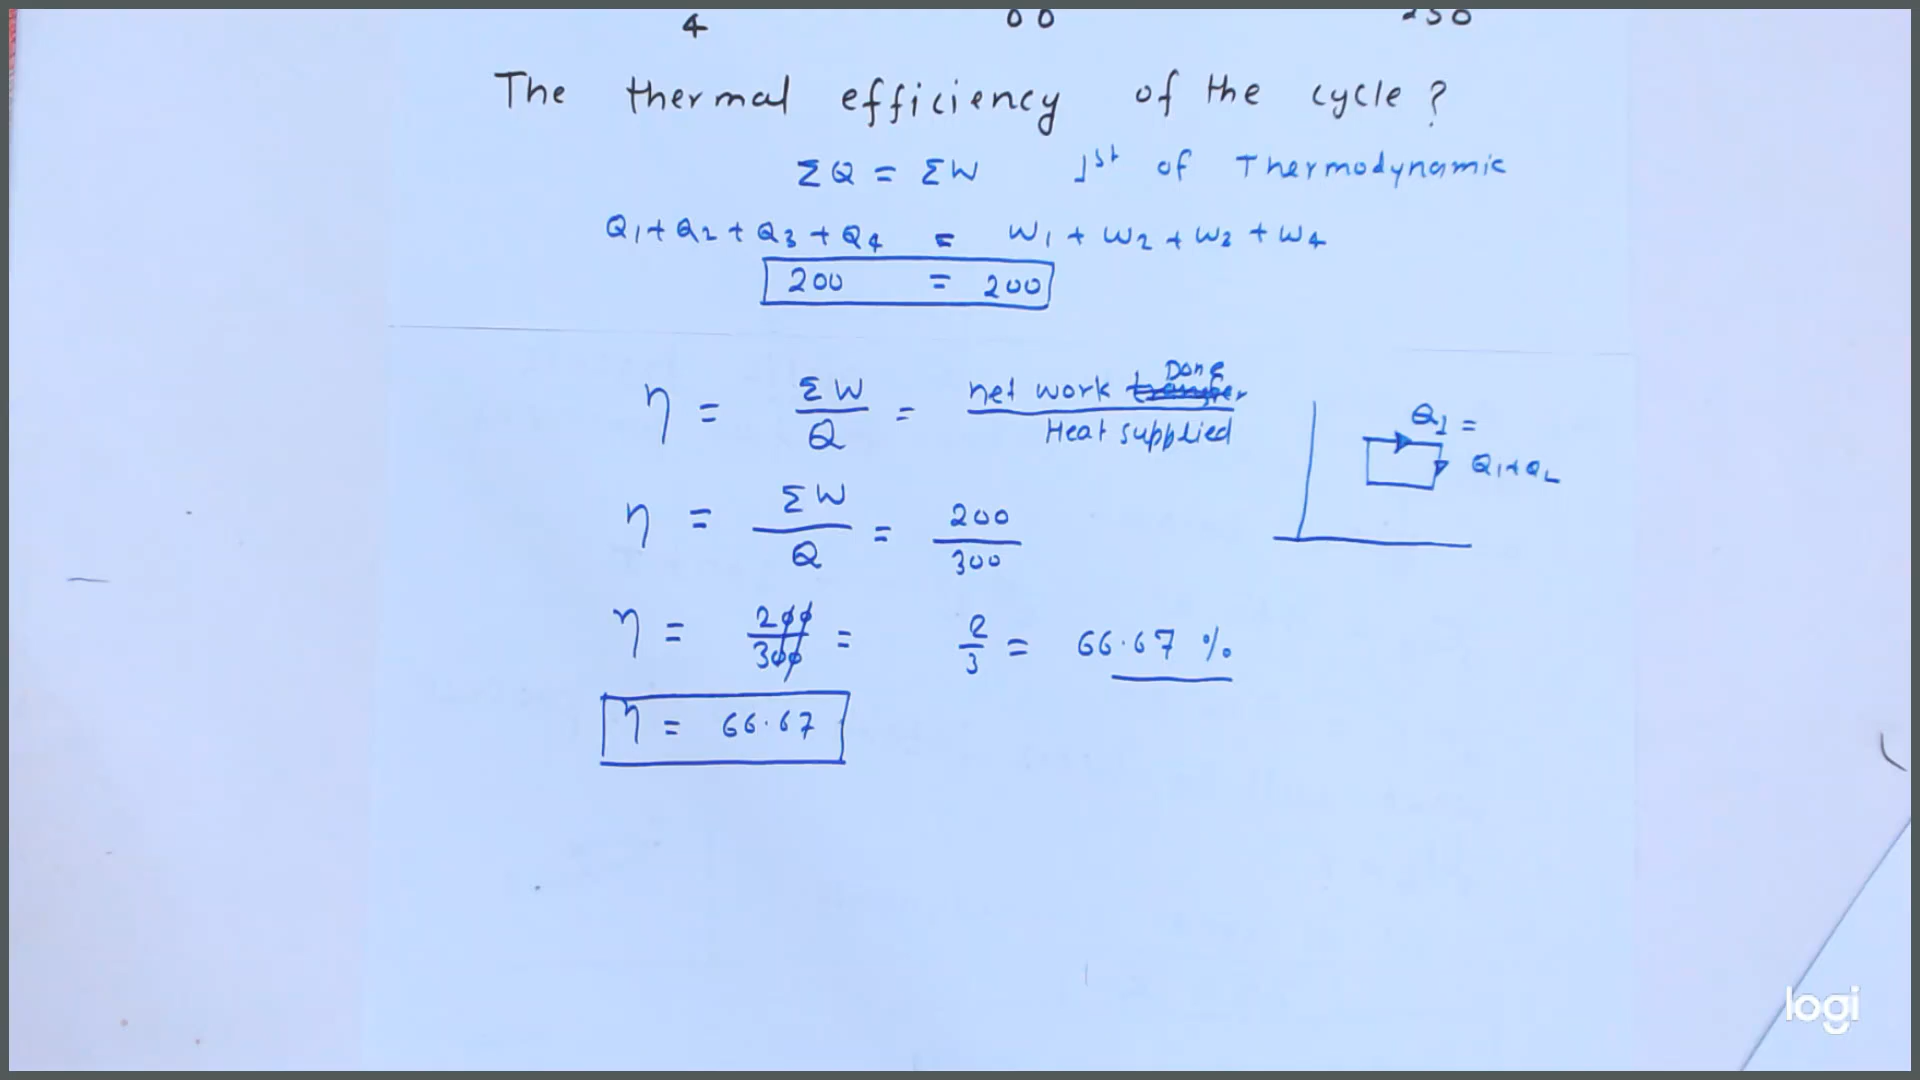 4 00 250
The thermal efficiency of the cycle?
ΣQ = ΣW 1st of Thermodynamic
Q1+Q2+Q3+Q4 = W1+W2+W3+W4
200 = 200
η = ΣW/Q = net work Done/Heat supplied
Q1 =
Q1+Q2
η = ΣW/Q = 200/300
η = 200/300 = 2/3 = 66.67 %
η = 66.67
logi